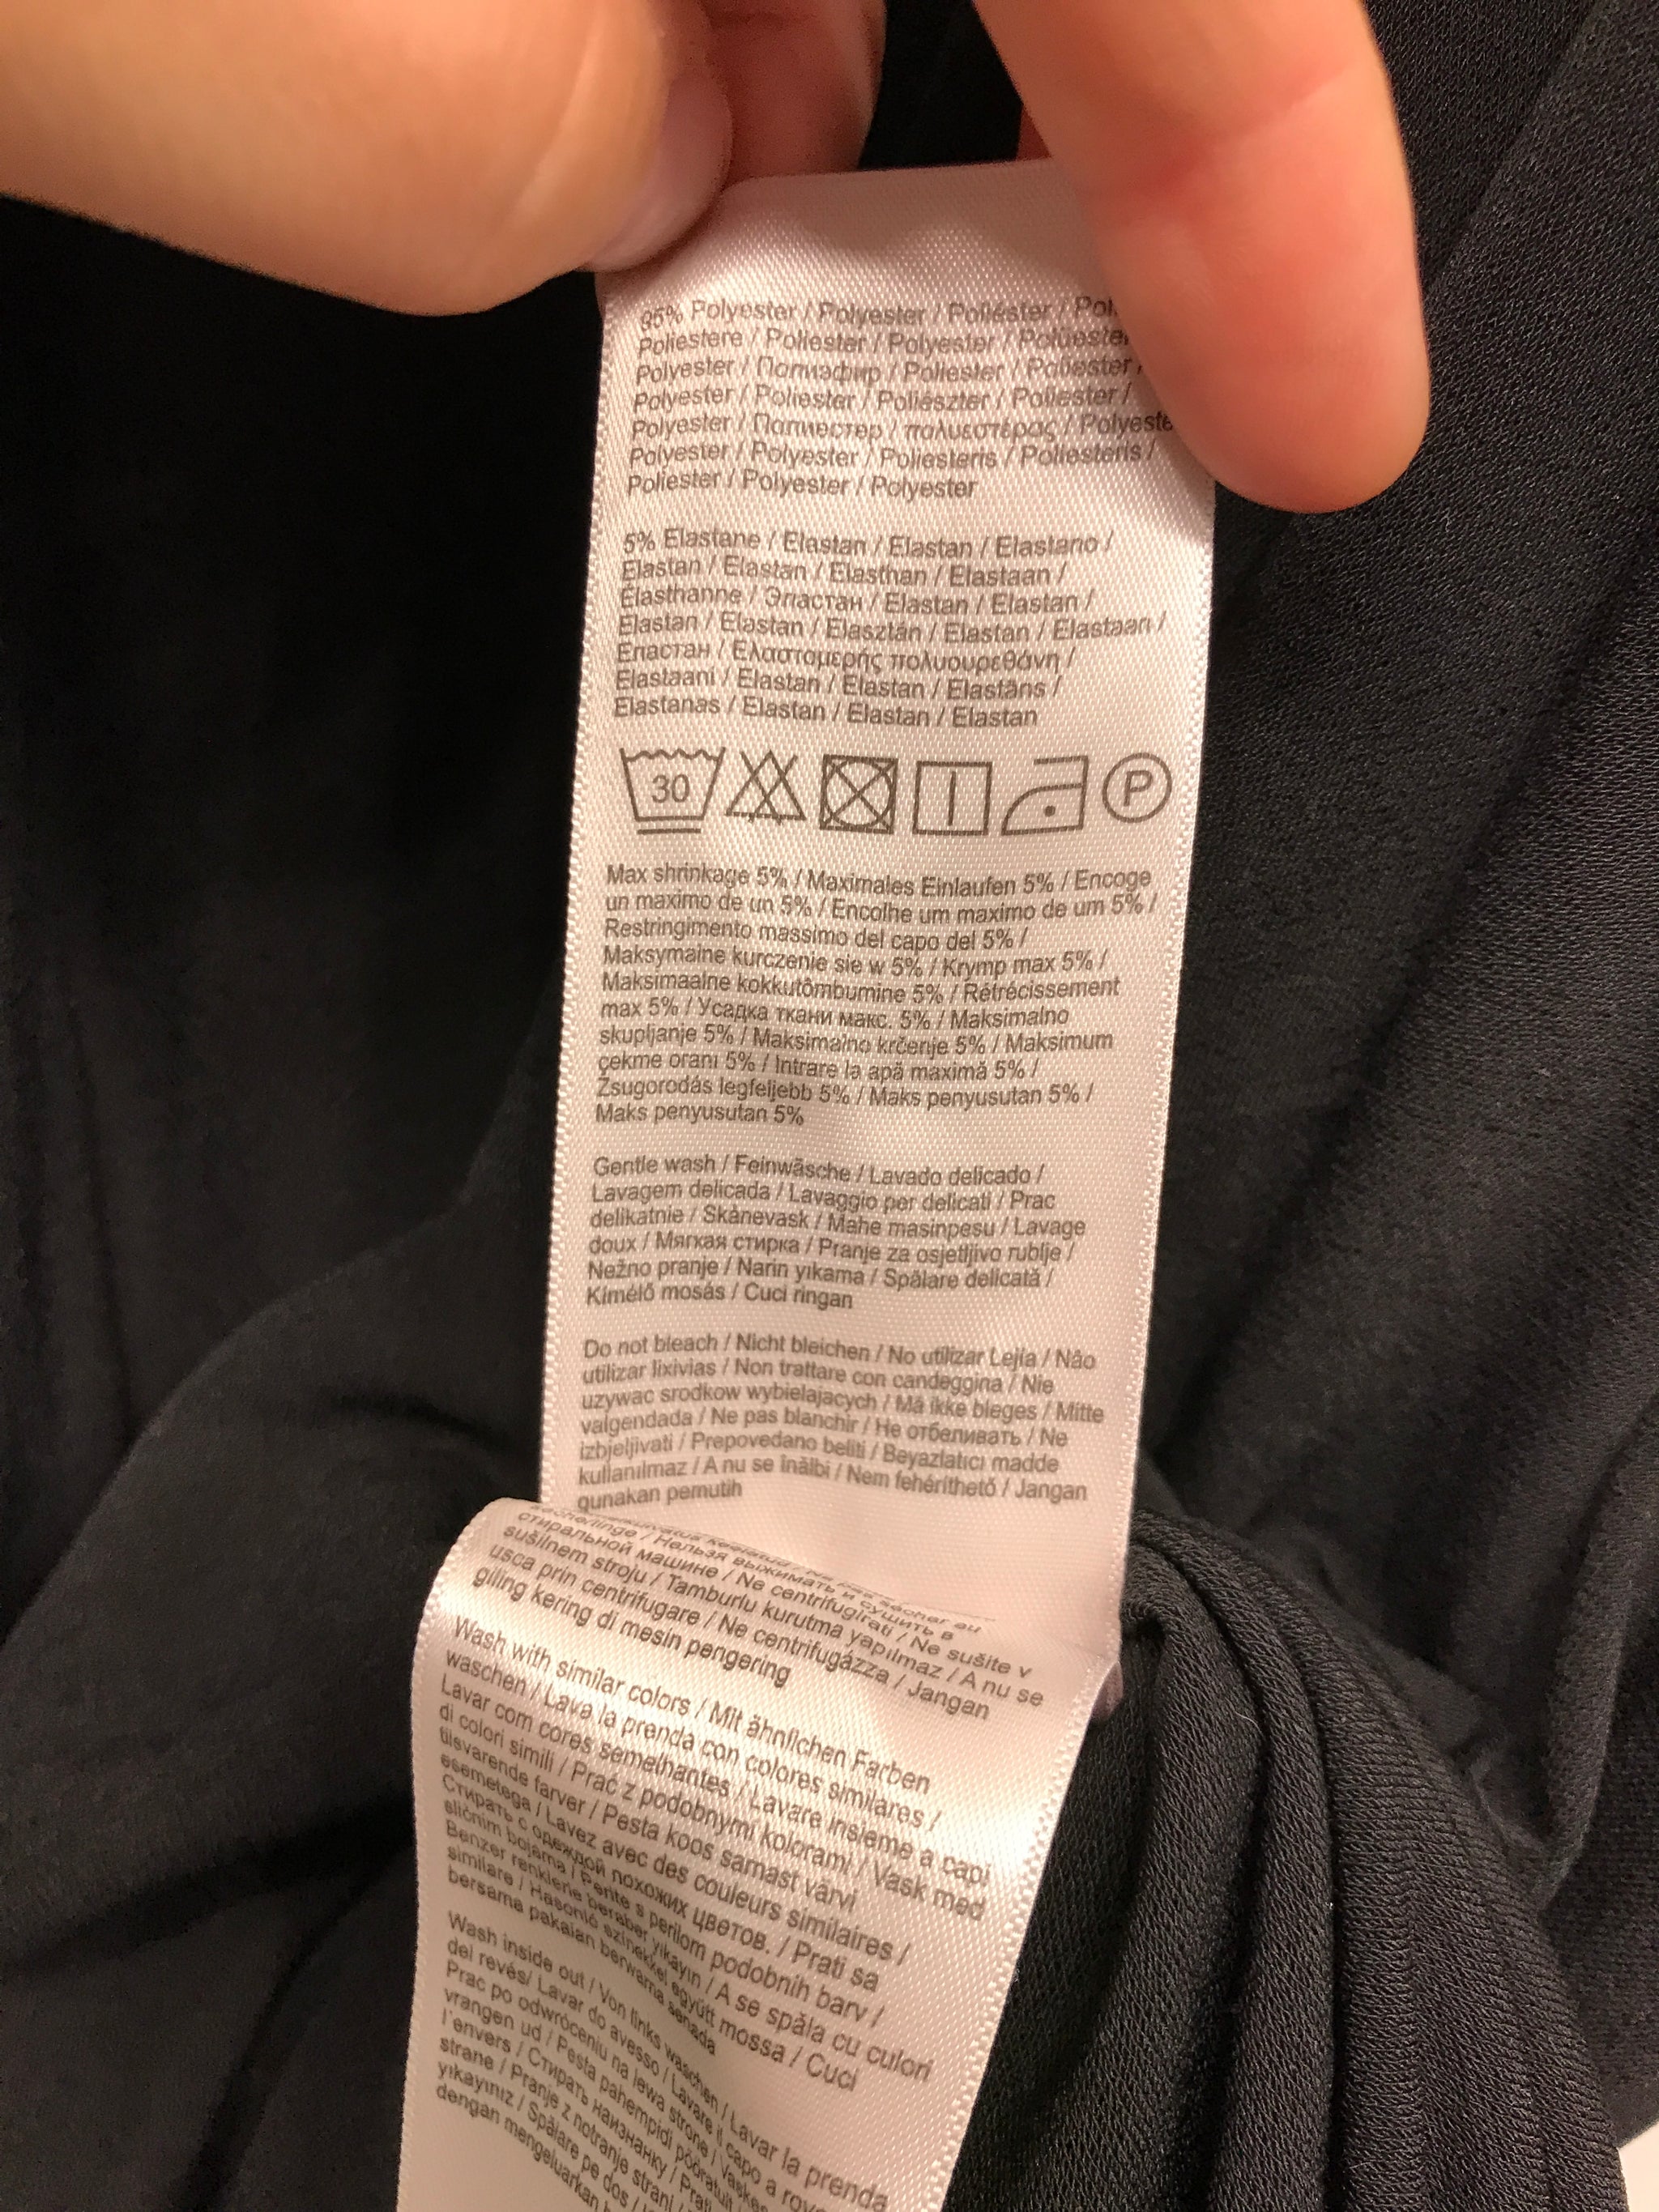 95% Polyester / Polyester / Poliéster / Pol
Poliestere / Poliester / Polyester / Polüester
Polyester / Полиэфир / Poliester / Poliester /
Polyester / Poliester / Poliészter / Poliester /
Polyester / Полиестер / πολυεστέρας / Polyeste
Polyester / Polyester / Poliesteris / Poliesteris /
Poliester / Polyester / Polyester
5% Elastane / Elastan / Elastan / Elastano /
Elastan / Elastan / Elasthan / Elastaan /
Élasthanne / Эластан / Elastan / Elastan /
Elastan / Elastan / Elasztán / Elastan / Elastaan /
Еластан / Ελαστομερής πολυουρεθάνη /
Elastaani / Elastan / Elastan / Elastāns /
Elastanas / Elastan / Elastan / Elastan
30 P
Max shrinkage 5% / Maximales Einlaufen 5% / Encoge
un maximo de un 5% / Encolhe um maximo de um 5% /
Restringimento massimo del capo del 5% /
Maksymalne kurczenie sie w 5% / Krymp max 5% /
Maksimaalne kokkutõmbumine 5% / Rétrécissement
max 5% / Усадка ткани макс. 5% / Maksimalno
skupljanje 5% / Maksimalno krčenje 5% / Maksimum
çekme oranı 5% / Intrare la apă maximă 5% /
Zsugorodás legfeljebb 5% / Maks penyusutan 5% /
Maks penyusutan 5%
Gentle wash / Feinwäsche / Lavado delicado /
Lavagem delicada / Lavaggio per delicati / Prac
delikatnie / Skånevask / Mahe masinpesu / Lavage
doux / Мягкая стирка / Pranje za osjetljivo rublje /
Nežno pranje / Narin yıkama / Spălare delicată /
Kímélő mosás / Cuci ringan
Do not bleach / Nicht bleichen / No utilizar Lejía / Não
utilizar lixivias / Non trattare con candeggina / Nie
uzywac srodkow wybielajacych / Må ikke bleges / Mitte
valgendada / Ne pas blanchir / Не отбеливать / Ne
izbjeljivati / Prepovedano beliti / Beyazlatıcı madde
kullanılmaz / A nu se înălbi / Nem fehéríthető / Jangan
gunakan pemutih
sèche/linge / Нельзя выжимать и сушить в
стиральной машине / Ne centrifugirati / Ne sušite v
sušilnem stroju / Tamburlu kurutma yapılmaz / A nu se
usca prin centrifugare / Ne centrifugázza / Jangan
giling kering di mesin pengering
Wash with similar colors / Mit ähnlichen Farben
waschen / Lava la prenda con colores similares /
Lavar com cores semelhantes / Lavare insieme a capi
di colori simili / Prać z podobnymi kolorami / Vask med
tilsvarende farver / Pesta koos samast värvi
esemetega / Lavez avec des couleurs similaires /
Стирать с одеждой похожих цветов. / Prati sa
sličnim bojama / Perite s perilom podobnih barv /
Benzer renklerle beraber yıkayın / A se spăla cu culori
similare / Hasonló színekkel együtt mossa / Cuci
bersama pakaian berwarna senada
Wash inside out / Von links waschen / Lavar la prenda
del revés/ Lavar do avesso / Lavare il capo a rove
Prac po odwróceniu na lewa strone / Vaskes
vrangen ud / Pesta pahempidi pööratult
l'envers / Стирать наизнанку / Prati
strane / Pranje z notranje strani /
yıkayınız / Spălare pe dos /
dengan mengeluarkan